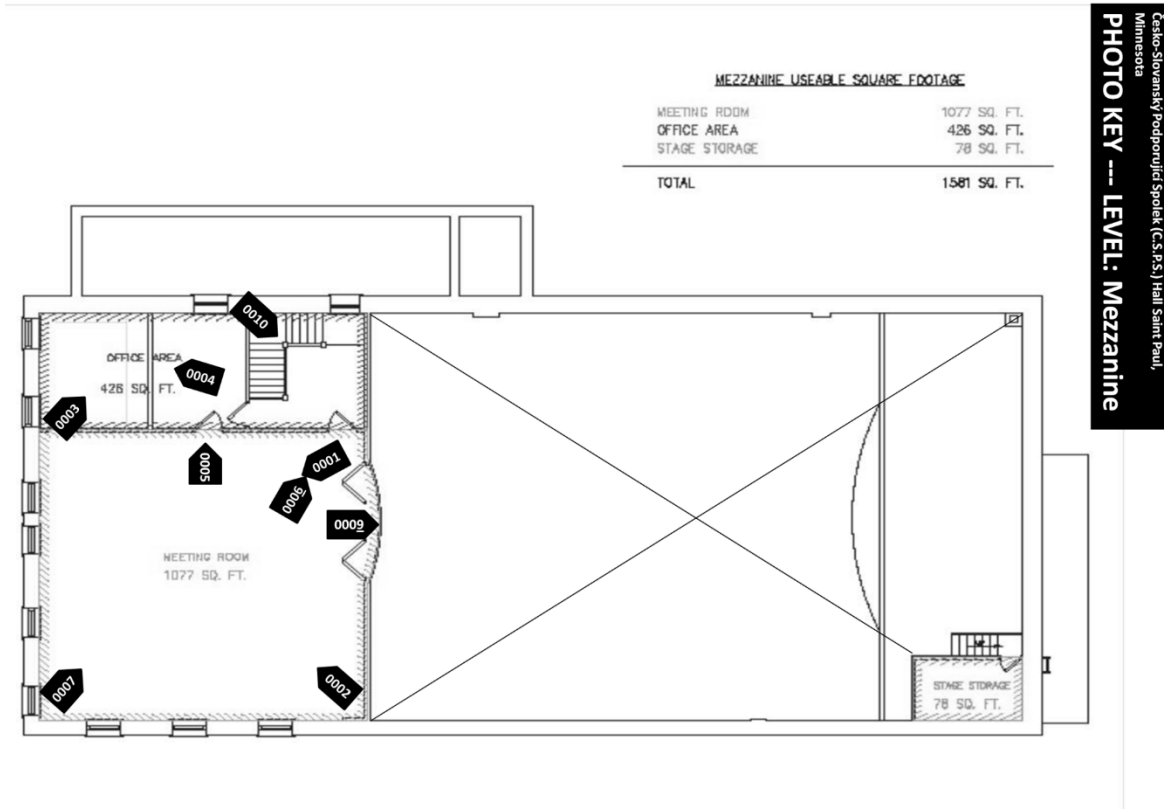 Česko-Slovanský Podporující Spolek (C.S.P.S.) Hall Saint Paul,
Minnesota
PHOTO KEY --- LEVEL: Mezzanine
MEZZANINE USEABLE SQUARE FOOTAGE
MEETING ROOM 1077 SQ. FT.
OFFICE AREA 426 SQ. FT.
STAGE STORAGE 78 SQ. FT.
TOTAL 1581 SQ. FT.
0010
OFFICE AREA
426 SQ. FT.
0004
0003
0005
0001
0006
0009
MEETING ROOM
1077 SQ. FT.
0007
0002
STAGE STORAGE
78 SQ. FT.